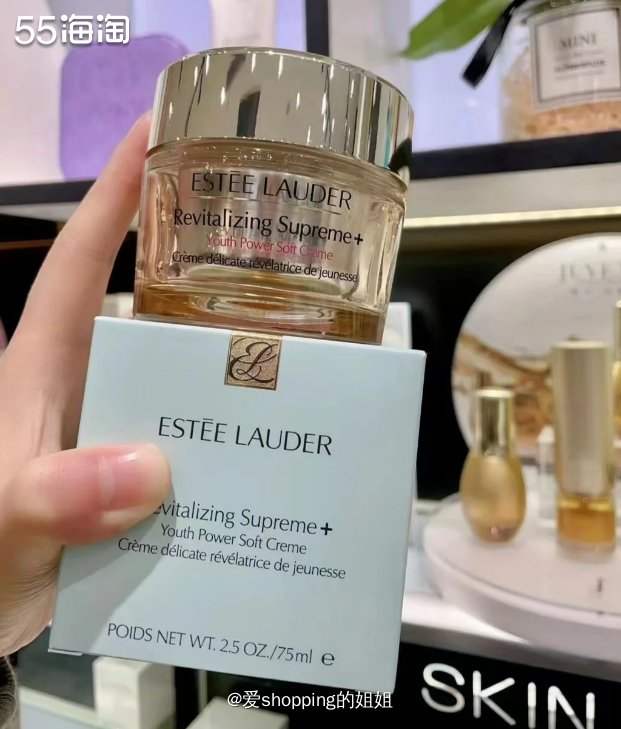 55海淘
MINI
ESTĒE LAUDER
Revitalizing Supreme+
Youth Power Soft Creme
Crème délicate révélatrice de jeunesse
ESTĒE LAUDER
evitalizing Supreme+
Youth Power Soft Creme
Crème délicate révélatrice de jeunesse
POIDS NET WT. 2.5 OZ./75ml e
SKIN
@爱shopping的姐姐